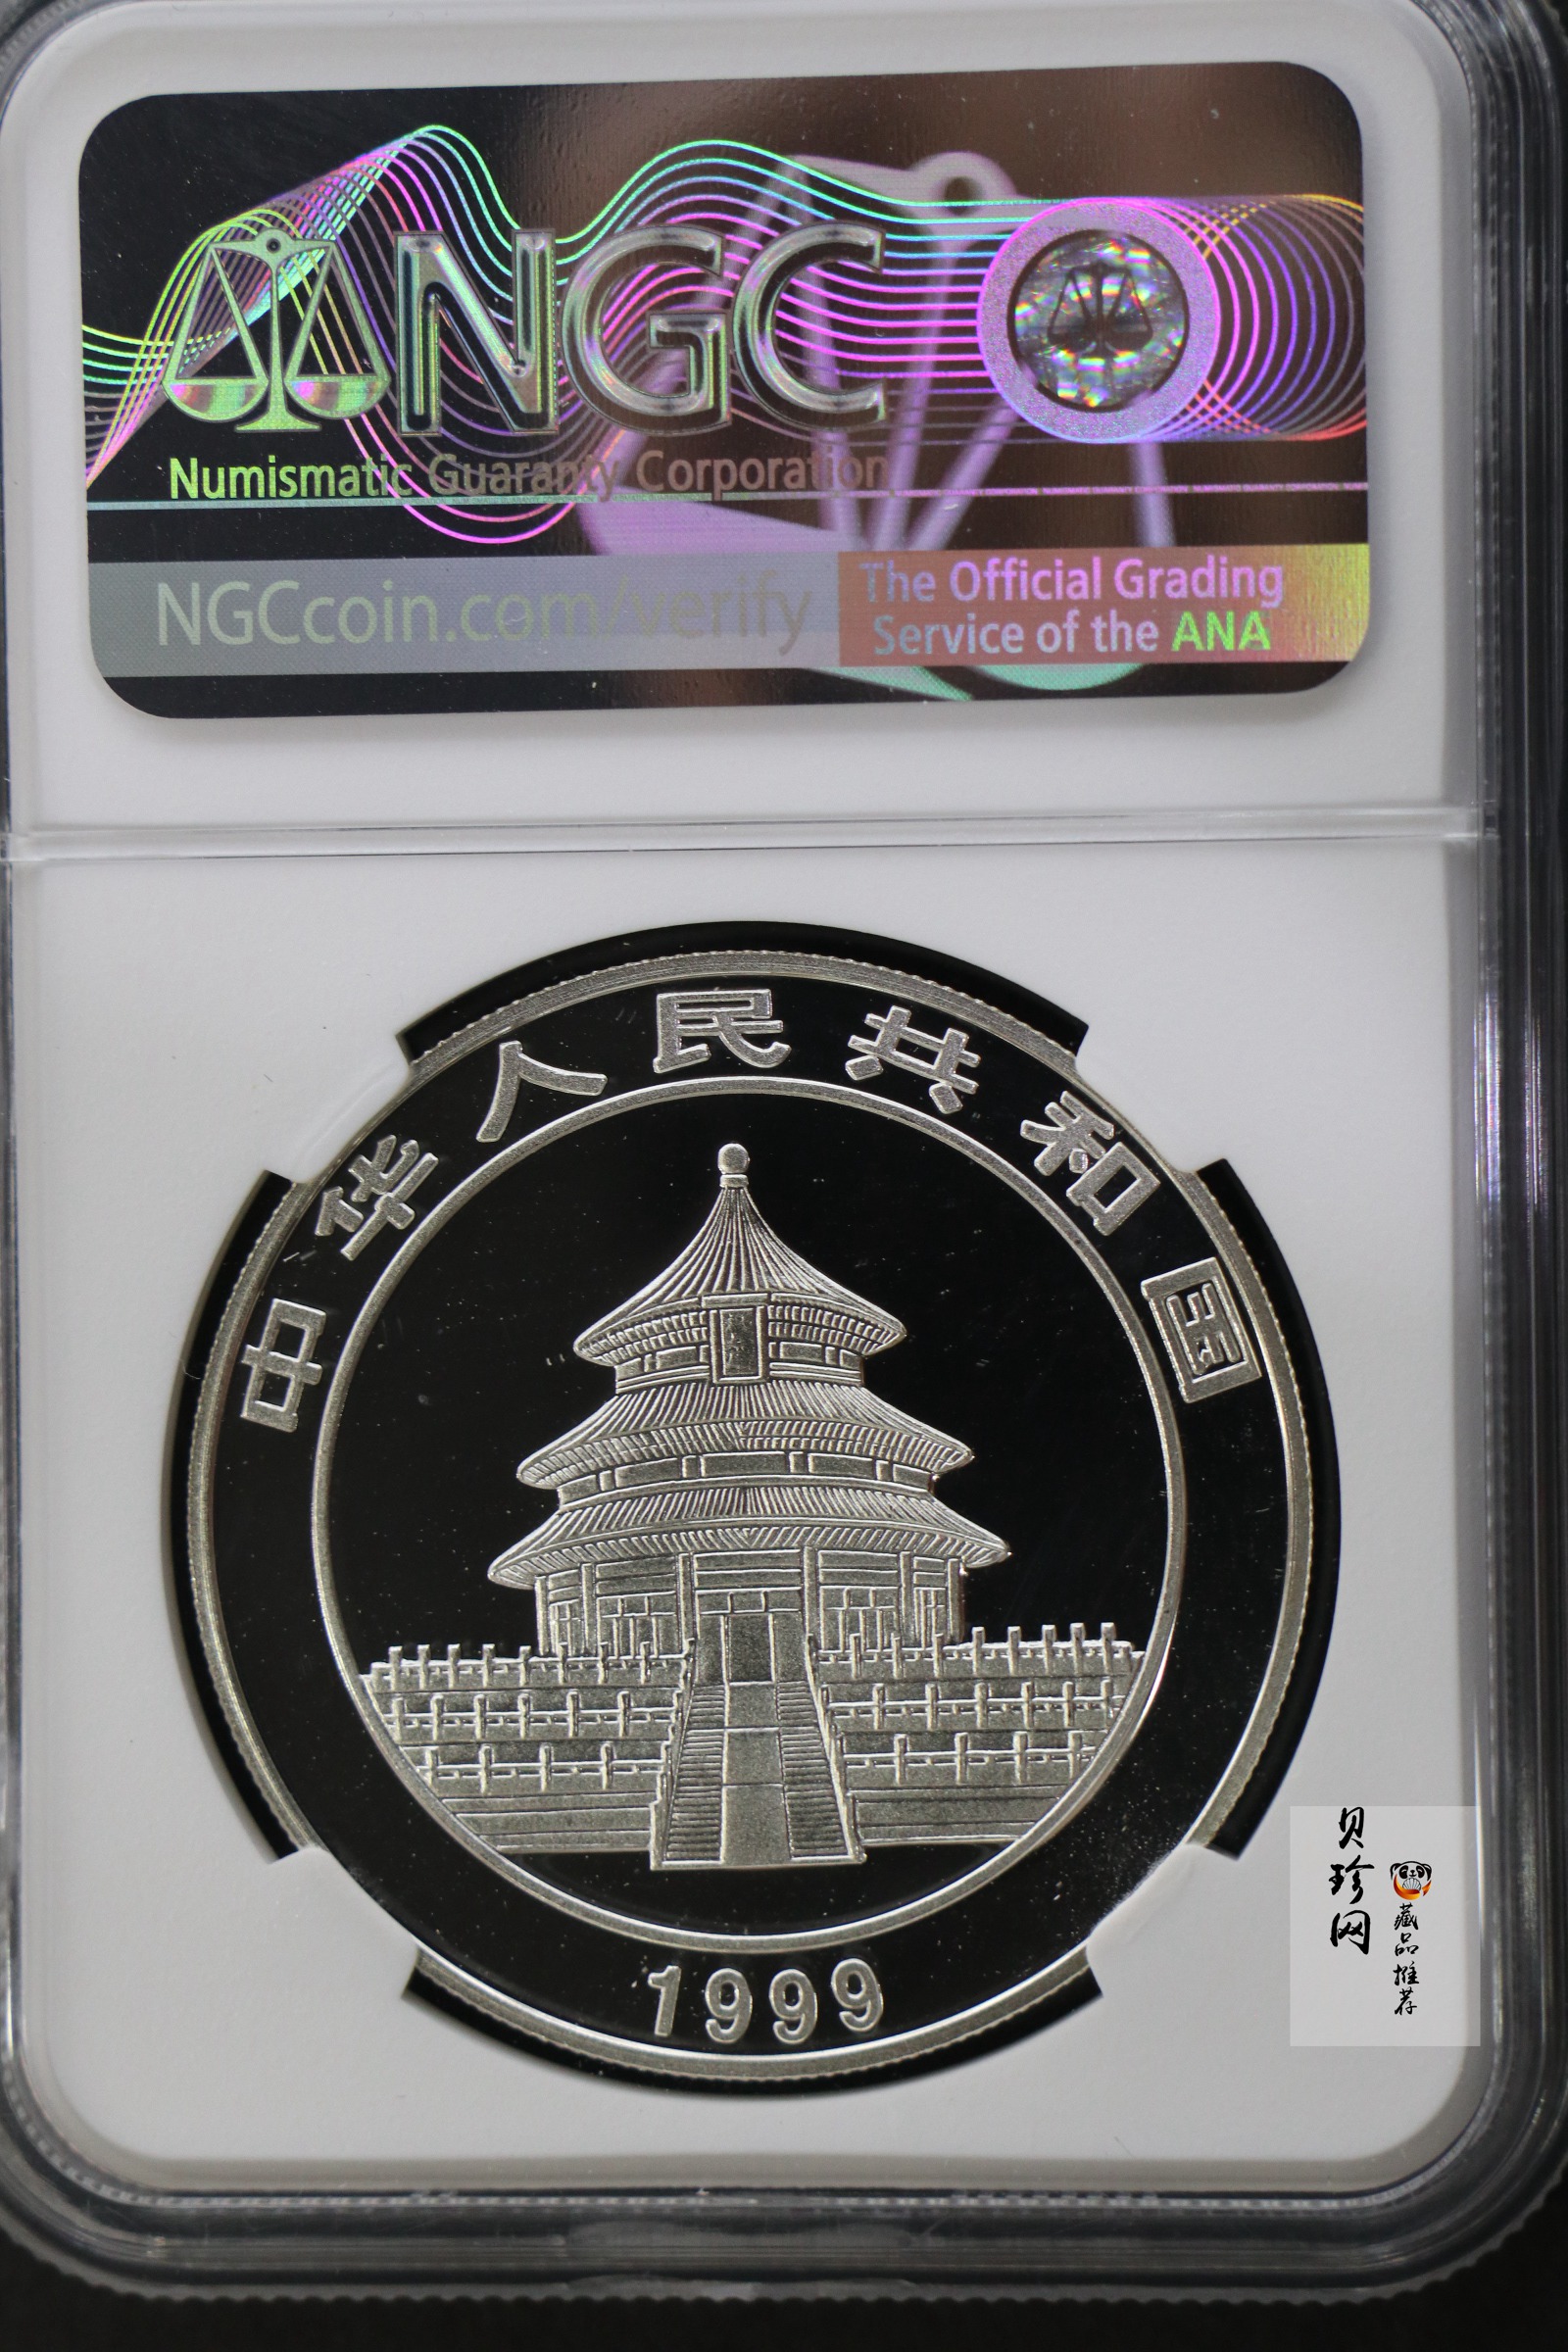 NGC
Numismatic Guaranty Corporation
NGCcoin.com/verify
The Official Grading
Service of the ANA
中华人民共和国
1999
贝珍网
藏品推荐